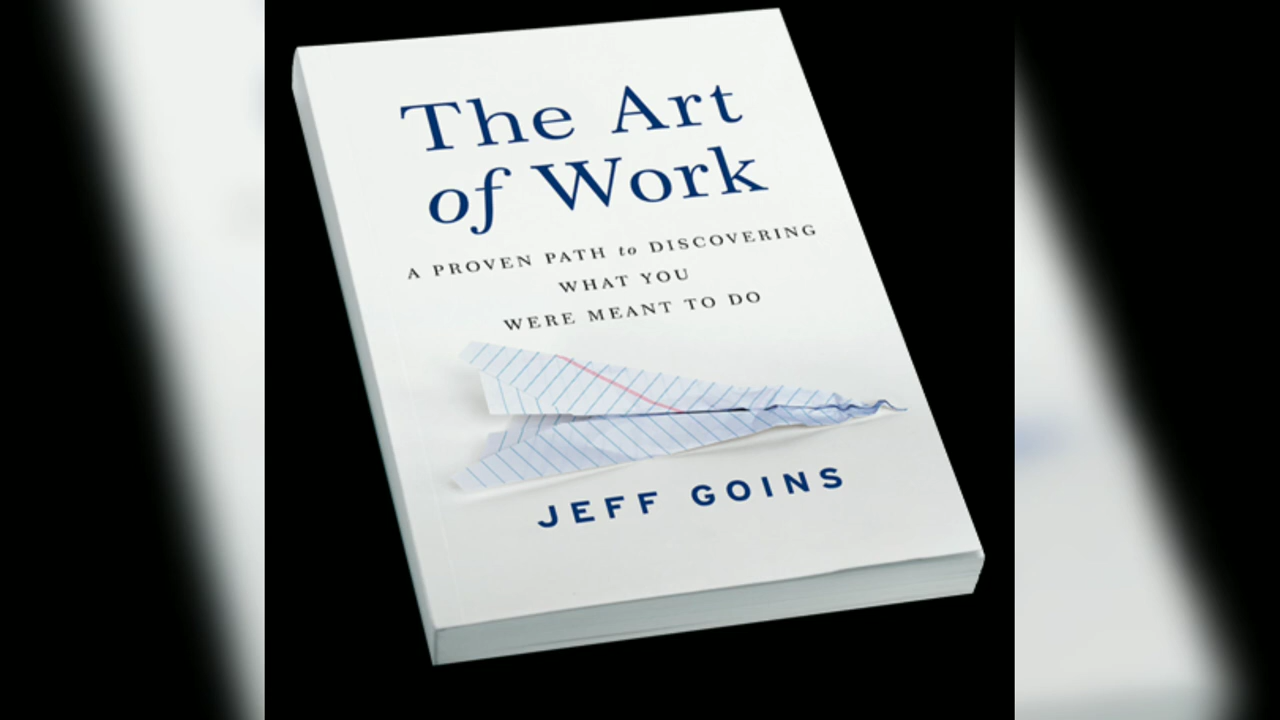 The Art
of Work
A PROVEN PATH to DISCOVERING
WHAT YOU
WERE MEANT TO DO
JEFF GOINS